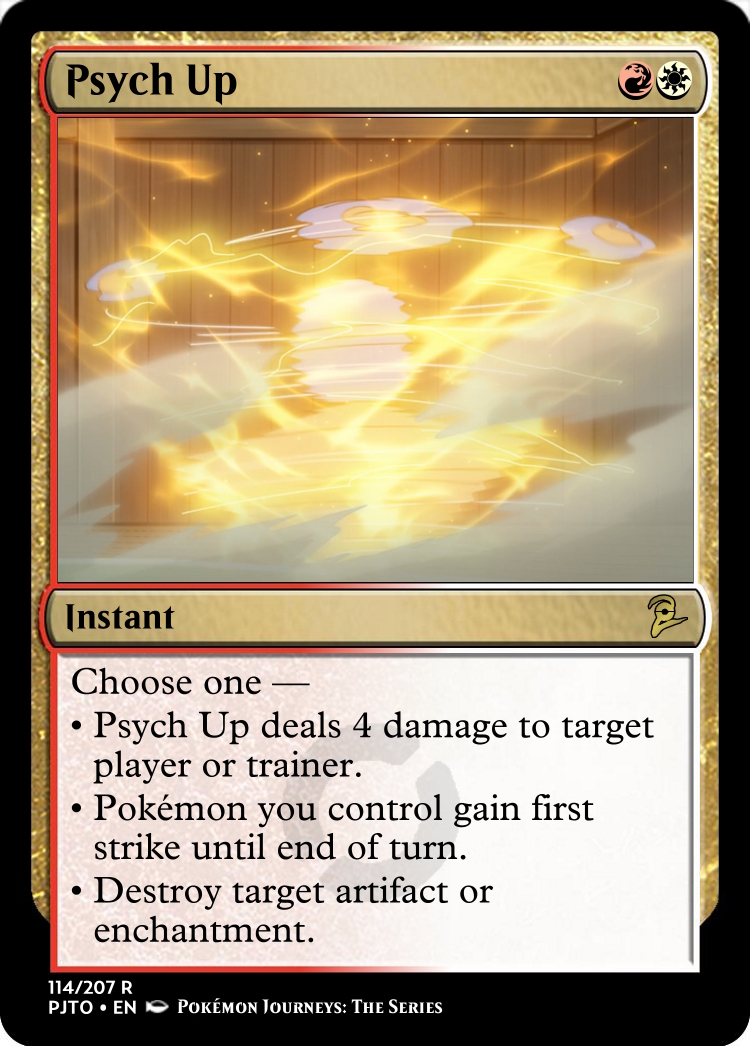 Psych Up
Instant
Choose one —
• Psych Up deals 4 damage to target
player or trainer.
• Pokémon you control gain first
strike until end of turn.
• Destroy target artifact or
enchantment.
114/207 R
PJTO • EN Pokémon Journeys: The Series